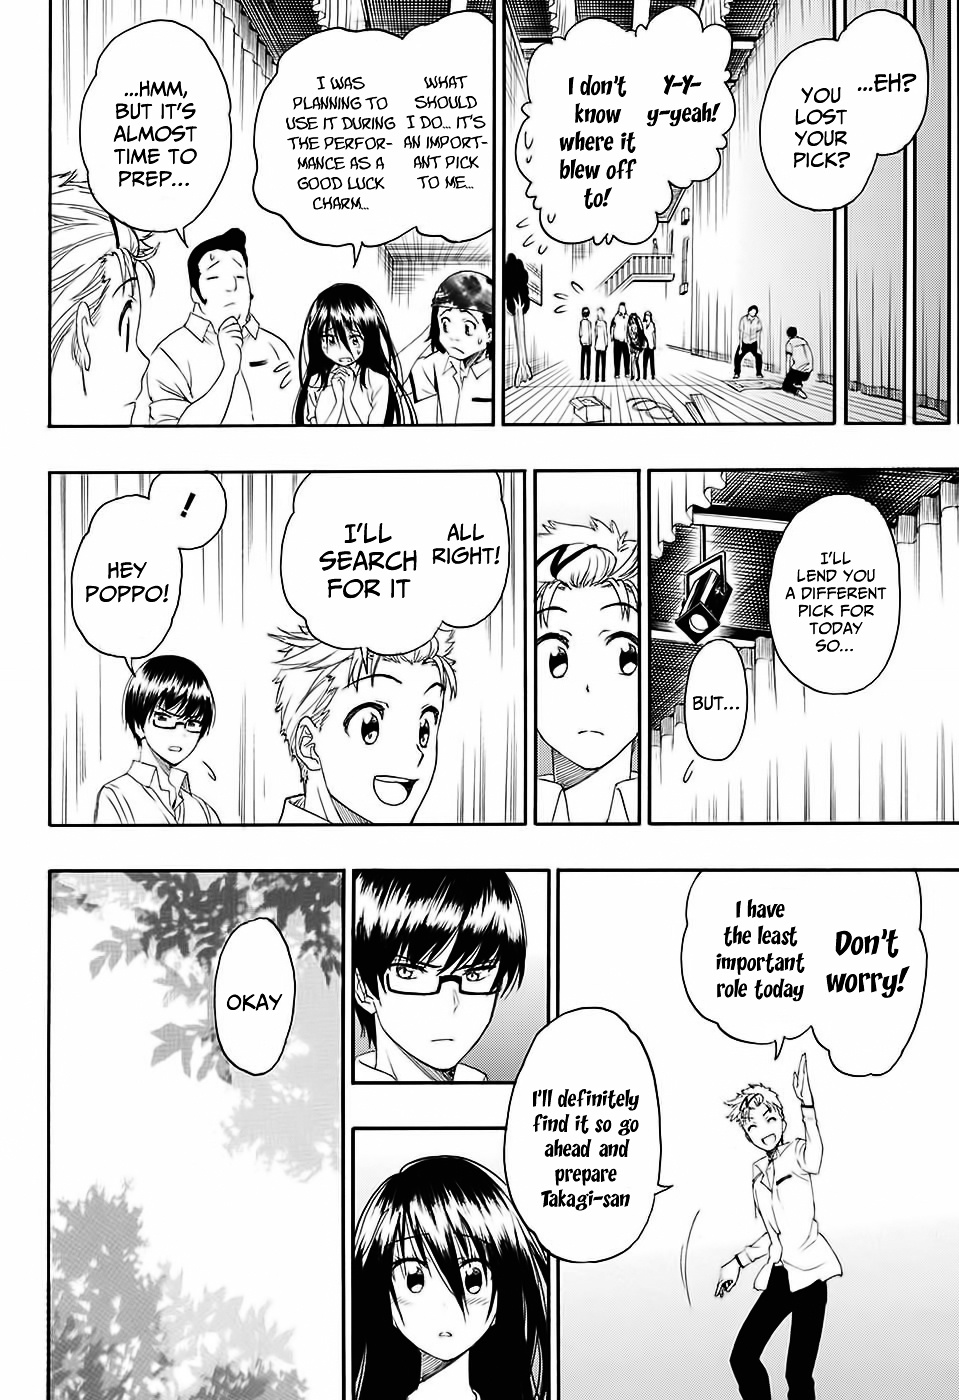 ...EH?
YOU
LOST
YOUR
PICK?
Y-Y-
y-yeah!
I don't
know
where it
blew off
to!
WHAT
SHOULD
I DO... IT'S
AN IMPORT-
ANT PICK
TO ME...
I WAS
PLANNING TO
USE IT DURING
THE PERFOR-
MANCE AS A
GOOD LUCK
CHARM...
...HMM,
BUT IT'S
ALMOST
TIME TO
PREP...
I'LL
LEND YOU
A DIFFERENT
PICK FOR
TODAY
SO...
BUT...
ALL
RIGHT!
I'LL
SEARCH
FOR IT
!
HEY
POPPO!
Don't
worry!
I have
the least
important
role today
I'll definitely
find it so go
ahead and
prepare
Takagi-san
OKAY